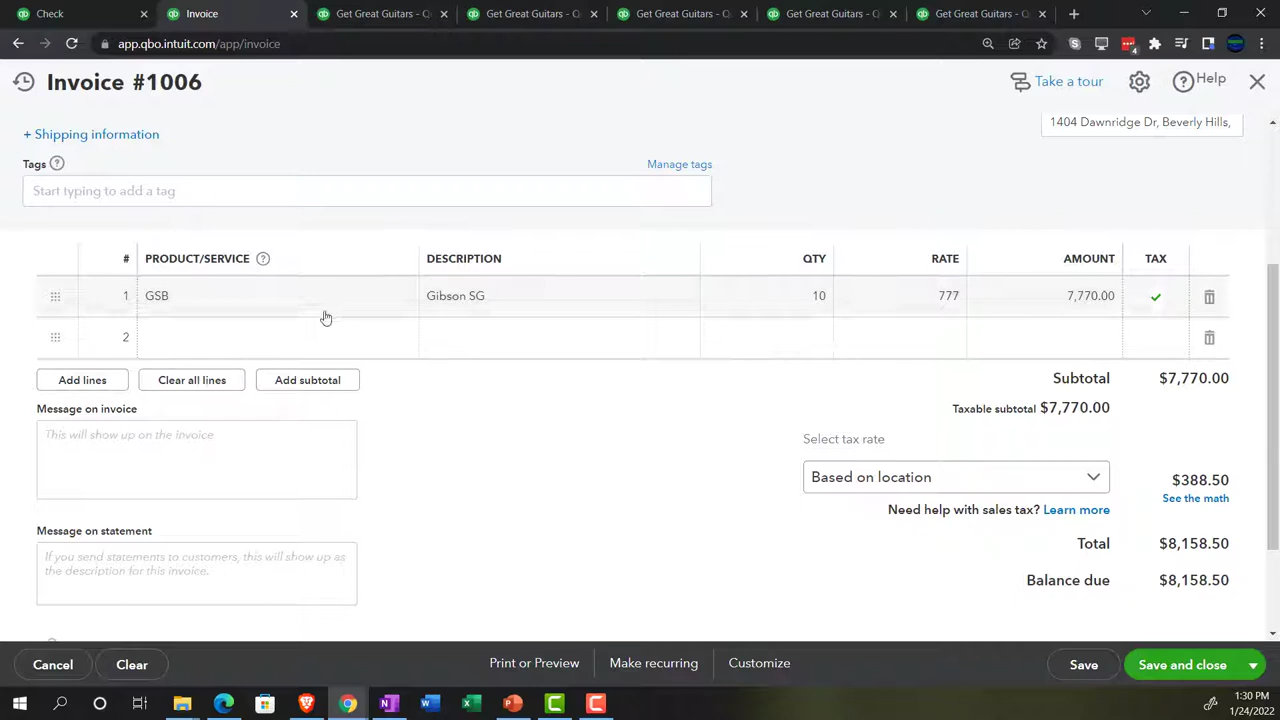 Check
Invoice
Get Great Guitars - Q
Get Great Guitars - Q
Get Great Guitars - Q
Get Great Guitars - Q
Get Great Guitars - Q
app.qbo.intuit.com/app/invoice
4
Invoice #1006
Take a tour
Help
+ Shipping information
1404 Dawnridge Dr, Beverly Hills,
Tags
Manage tags
Start typing to add a tag
# PRODUCT/SERVICE DESCRIPTION QTY RATE AMOUNT TAX
1 GSB Gibson SG 10 777 7,770.00
2
Add lines Clear all lines Add subtotal
Subtotal $7,770.00
Taxable subtotal $7,770.00
Message on invoice
This will show up on the invoice
Select tax rate
Based on location
$388.50
See the math
Need help with sales tax? Learn more
Message on statement
If you send statements to customers, this will show up as
the description for this invoice.
Total $8,158.50
Balance due $8,158.50
Cancel Clear Print or Preview Make recurring Customize Save Save and close
1:30 PM
1/24/2022